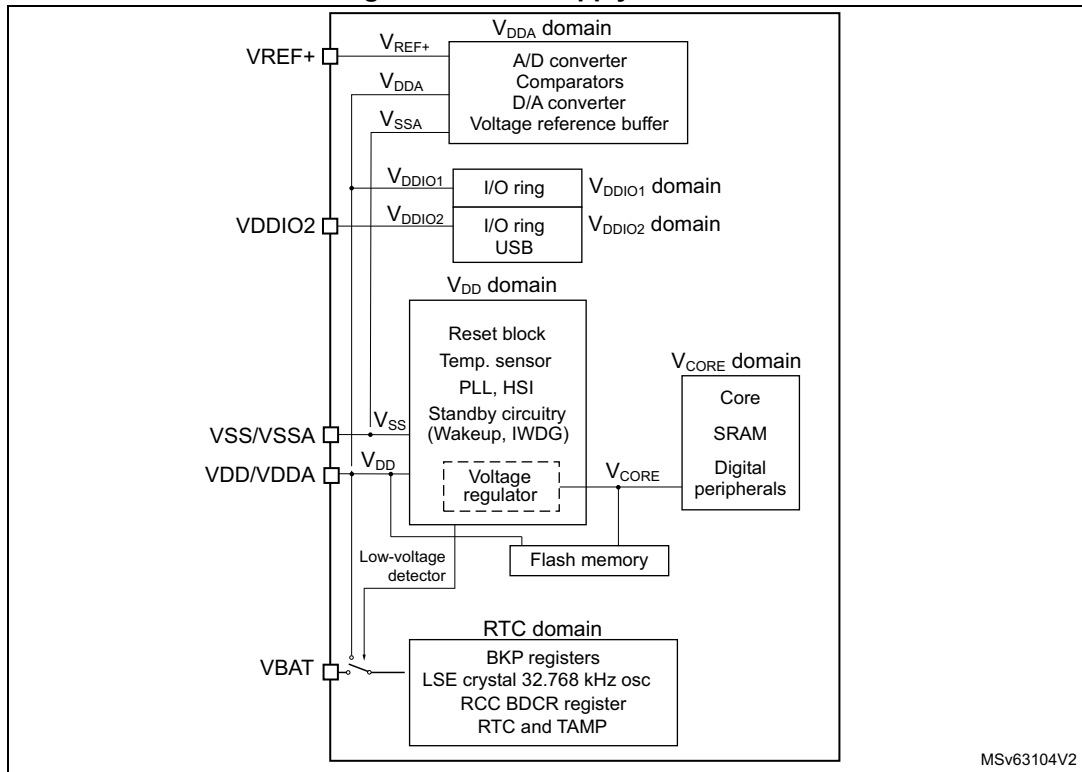 VDDA domain
VREF+
VREF+
A/D converter
Comparators
D/A converter
Voltage reference buffer
VDDA
VSSA
VDDIO1
I/O ring
VDDIO1 domain
VDDIO2
VDDIO2
I/O ring
USB
VDDIO2 domain
VDD domain
Reset block
Temp. sensor
PLL, HSI
Standby circuitry
(Wakeup, IWDG)
Voltage
regulator
VCORE domain
Core
SRAM
Digital
peripherals
VSS/VSSA
VSS
VDD/VDDA
VDD
VCORE
Flash memory
Low-voltage
detector
RTC domain
VBAT
BKP registers
LSE crystal 32.768 kHz osc
RCC BDCR register
RTC and TAMP
MSv63104V2